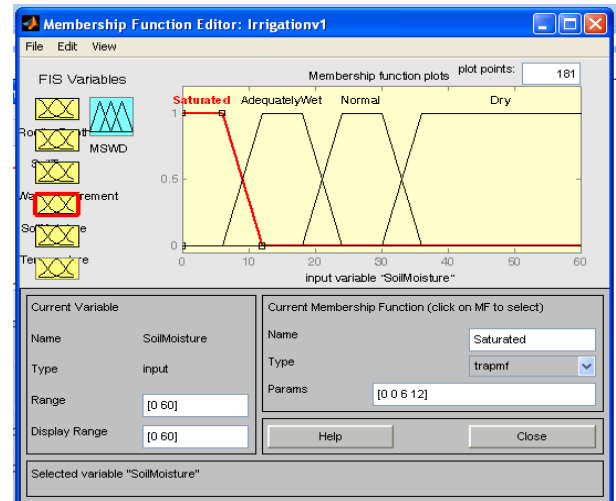 Membership Function Editor: Irrigationv1
File Edit View
FIS Variables
MSWD
Membership function plots
plot points:
181
Saturated AdequatelyWet Normal Dry
1
0.5
0
0 10 20 30 40 50 60
input variable "SoilMoisture"
Current Variable
Name SoilMoisture
Type input
Range [0 60]
Display Range [0 60]
Current Membership Function (click on MF to select)
Name Saturated
Type trapmf
Params [0 0 6 12]
Help Close
Selected variable "SoilMoisture"